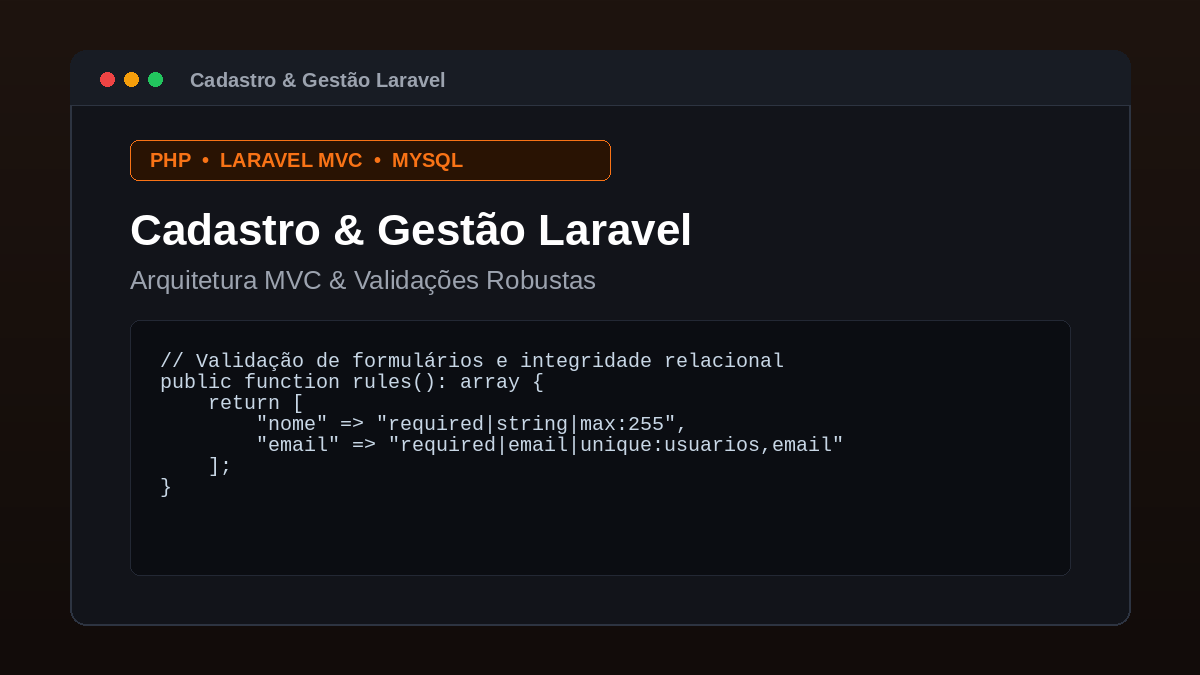 Cadastro & Gestão Laravel
PHP • LARAVEL MVC • MYSQL
Cadastro & Gestão Laravel
Arquitetura MVC & Validações Robustas
// Validação de formulários e integridade relacional
public function rules(): array {
    return [
        "nome" => "required|string|max:255",
        "email" => "required|email|unique:usuarios,email"
    ];
}